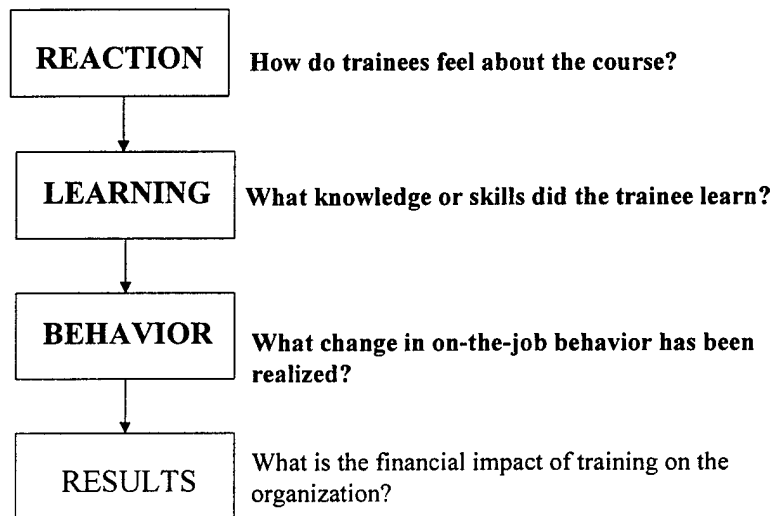 REACTION
How do trainees feel about the course?
LEARNING
What knowledge or skills did the trainee learn?
BEHAVIOR
What change in on-the-job behavior has been
realized?
RESULTS
What is the financial impact of training on the
organization?